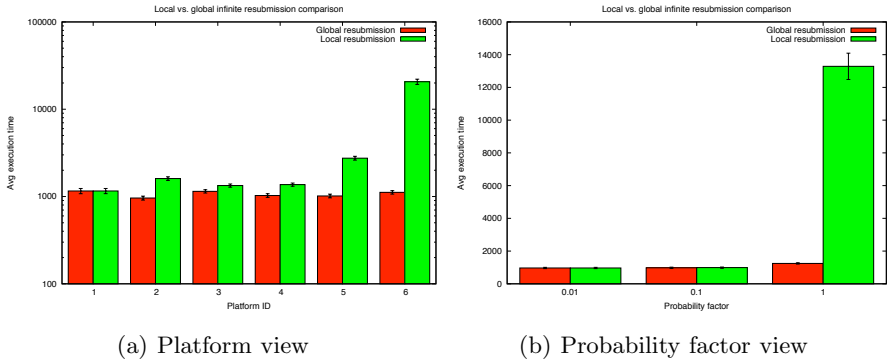 Local vs. global infinite resubmission comparison
Global resubmission
Local resubmission
100000
10000
1000
100
Avg execution time
1 2 3 4 5 6
Platform ID
(a) Platform view
Local vs. global infinite resubmission comparison
Global resubmission
Local resubmission
16000
14000
12000
10000
8000
6000
4000
2000
0
Avg execution time
0.01 0.1 1
Probability factor
(b) Probability factor view